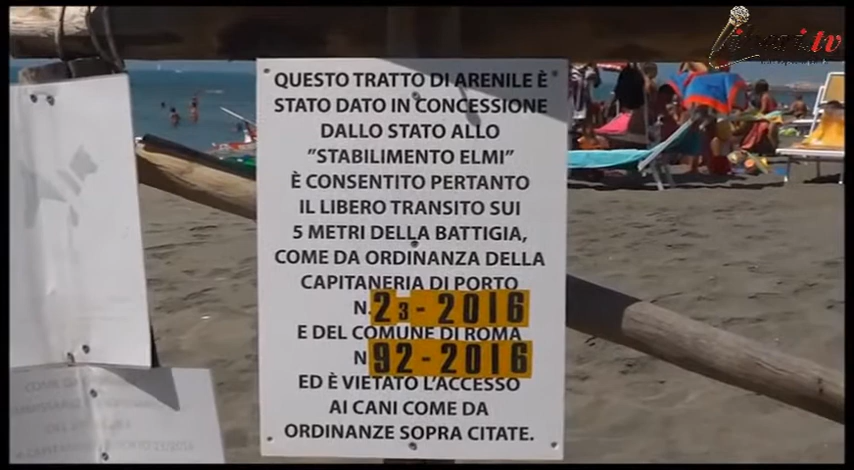 QUESTO TRATTO DI ARENILE È
STATO DATO IN CONCESSIONE
DALLO STATO ALLO
"STABILIMENTO ELMI"
È CONSENTITO PERTANTO
IL LIBERO TRANSITO SUI
5 METRI DELLA BATTIGIA,
COME DA ORDINANZA DELLA
CAPITANERIA DI PORTO
N. 23 - 2016
E DEL COMUNE DI ROMA
N 92 - 2016
ED È VIETATO L'ACCESSO
AI CANI COME DA
ORDINANZE SOPRA CITATE.